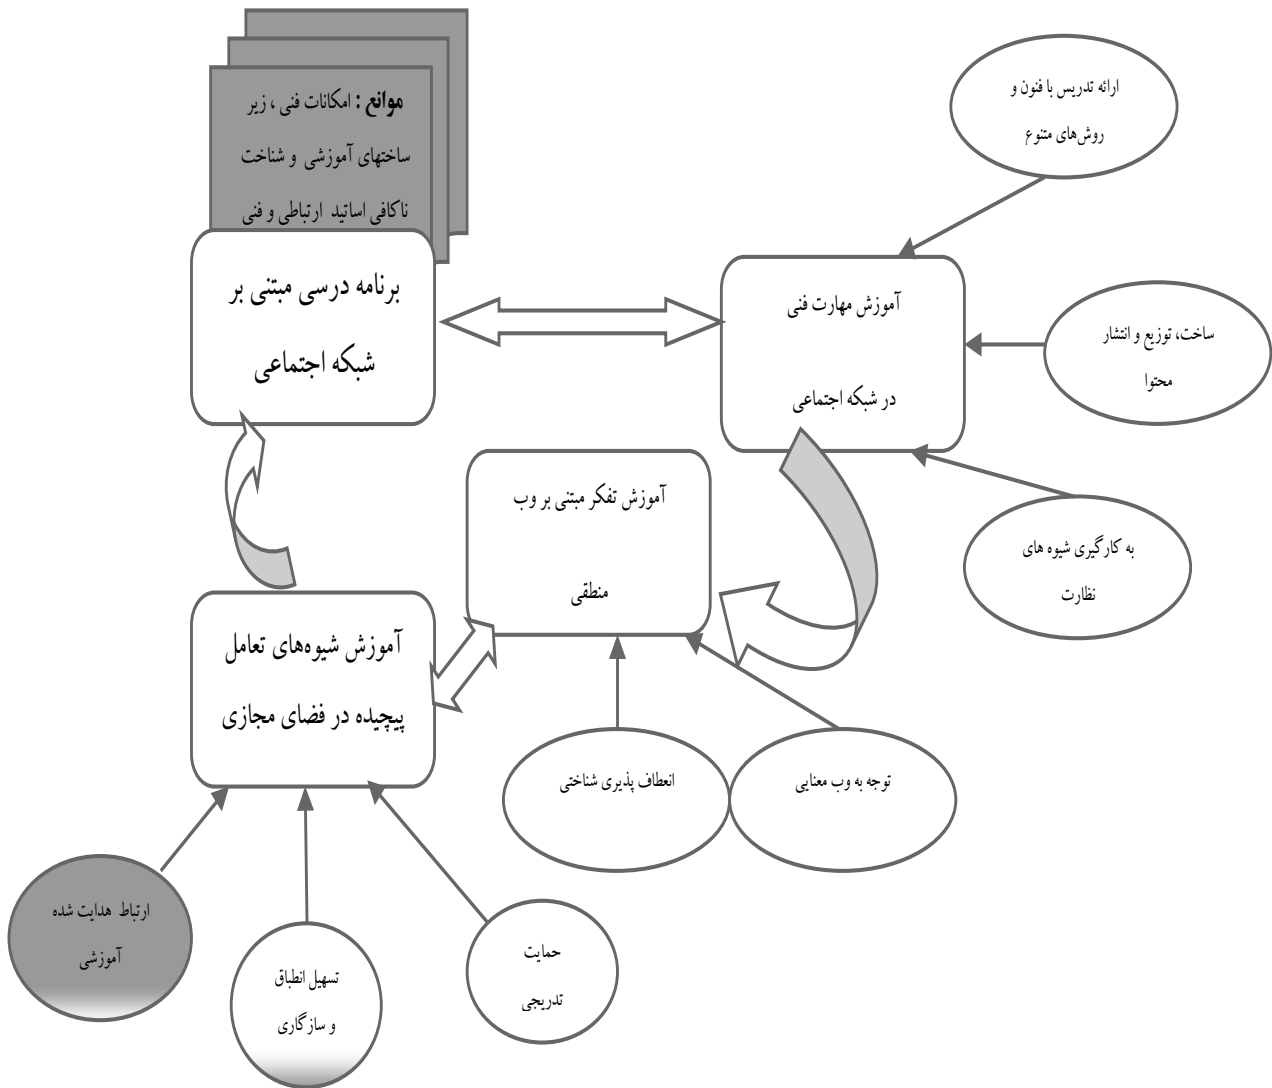 موانع : امکانات فنی ، زیر
ساختهای آموزشی و شناخت
ناکافی اساتید ارتباطی و فنی
برنامه درسی مبتنی بر
شبکه اجتماعی
ارائه تدریس با فنون و
روش‌های متنوع
آموزش مهارت فنی
در شبکه اجتماعی
ساخت، توزیع و انتشار
محتوا
به کارگیری شیوه های
نظارت
آموزش تفکر مبتنی بر وب
منطقی
آموزش شیوه‌های تعامل
پیچیده در فضای مجازی
توجه به وب معنایی
انعطاف پذیری شناختی
حمایت
تدریجی
تسهیل انطباق
و سازگاری
ارتباط هدایت شده
آموزشی